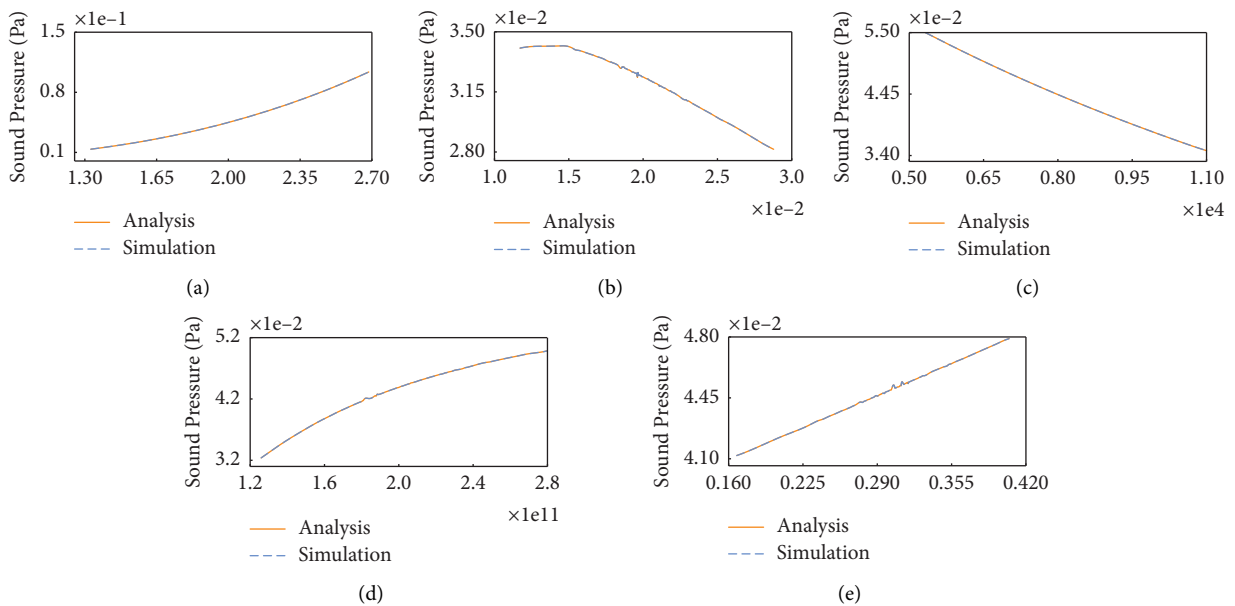 ×1e–1
Sound Pressure (Pa)
1.5
0.8
0.1
1.30 1.65 2.00 2.35 2.70
Analysis
Simulation
(a)
×1e–2
Sound Pressure (Pa)
3.50
3.15
2.80
1.0 1.5 2.0 2.5 3.0
×1e–2
Analysis
Simulation
(b)
×1e–2
Sound Pressure (Pa)
5.50
4.45
3.40
0.50 0.65 0.80 0.95 1.10
×1e4
Analysis
Simulation
(c)
×1e–2
Sound Pressure (Pa)
5.2
4.2
3.2
1.2 1.6 2.0 2.4 2.8
×1e11
Analysis
Simulation
(d)
×1e–2
Sound Pressure (Pa)
4.80
4.45
4.10
0.160 0.225 0.290 0.355 0.420
Analysis
Simulation
(e)